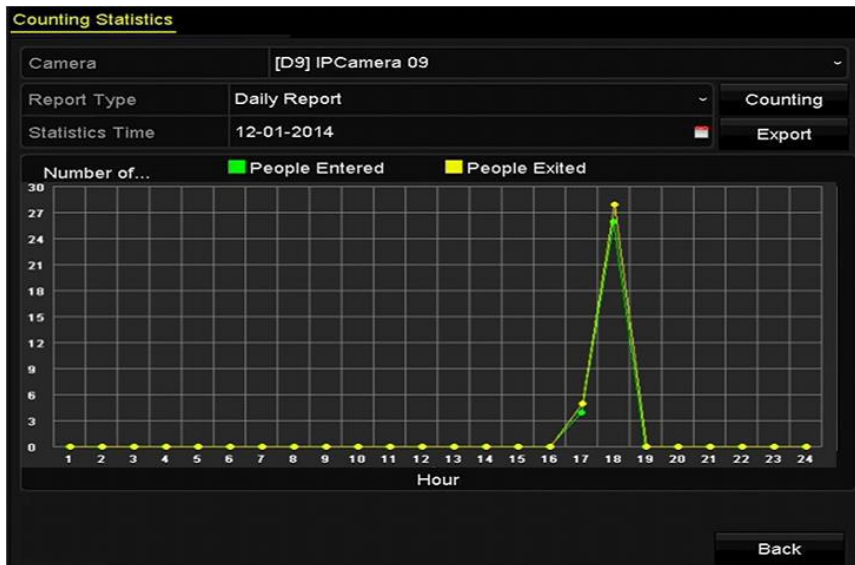 Counting Statistics
Camera [D9] IPCamera 09
Report Type Daily Report Counting
Statistics Time 12-01-2014 Export
Number of... People Entered People Exited
30
27
24
21
18
15
12
9
6
3
0
1 2 3 4 5 6 7 8 9 10 11 12 13 14 15 16 17 18 19 20 21 22 23 24
Hour
Back